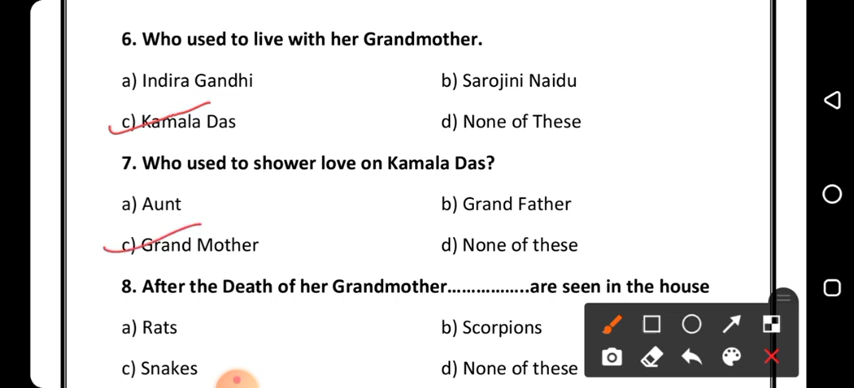 6. Who used to live with her Grandmother.
a) Indira Gandhi b) Sarojini Naidu
c) Kamala Das d) None of These
7. Who used to shower love on Kamala Das?
a) Aunt b) Grand Father
c) Grand Mother d) None of these
8. After the Death of her Grandmother................are seen in the house
a) Rats b) Scorpions
c) Snakes d) None of these